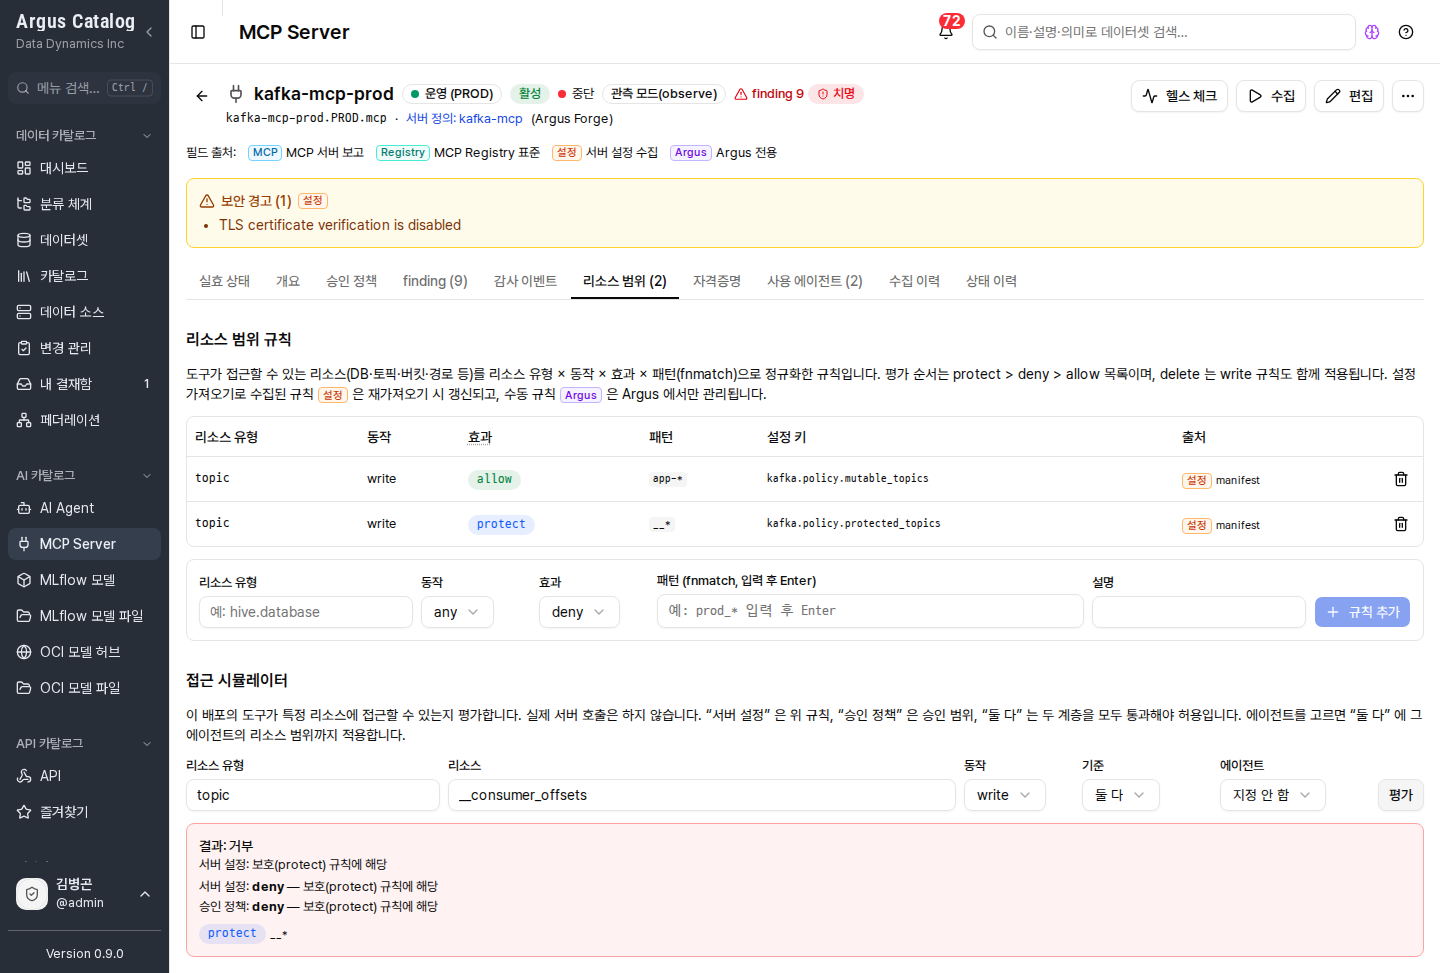 Argus Catalog
Data Dynamics Inc
메뉴 검색... Ctrl /
데이터 카탈로그
대시보드
분류 체계
데이터셋
카탈로그
데이터 소스
변경 관리
내 결재함 1
페더레이션
AI 카탈로그
AI Agent
MCP Server
MLflow 모델
MLflow 모델 파일
OCI 모델 허브
OCI 모델 파일
API 카탈로그
API
즐겨찾기
김병곤
@admin
Version 0.9.0
MCP Server
72
이름·설명·의미로 데이터셋 검색...
kafka-mcp-prod 운영 (PROD) 활성 중단 관측 모드(observe) finding 9 치명
헬스 체크 수집 편집
kafka-mcp-prod.PROD.mcp · 서버 정의: kafka-mcp (Argus Forge)
필드 출처: MCP MCP 서버 보고 Registry MCP Registry 표준 설정 서버 설정 수집 Argus Argus 전용
보안 경고 (1) 설정
• TLS certificate verification is disabled
실효 상태 개요 승인 정책 finding (9) 감사 이벤트 리소스 범위 (2) 자격증명 사용 에이전트 (2) 수집 이력 상태 이력
리소스 범위 규칙
도구가 접근할 수 있는 리소스(DB·토픽·버킷·경로 등)를 리소스 유형 × 동작 × 효과 × 패턴(fnmatch)으로 정규화한 규칙입니다. 평가 순서는 protect > deny > allow 목록이며, delete 는 write 규칙도 함께 적용됩니다. 설정
가져오기로 수집된 규칙 설정 은 재가져오기 시 갱신되고, 수동 규칙 Argus 은 Argus 에서만 관리됩니다.
리소스 유형 동작 효과 패턴 설정 키 출처
topic write allow app-* kafka.policy.mutable_topics 설정 manifest
topic write protect __* kafka.policy.protected_topics 설정 manifest
리소스 유형 동작 효과 패턴 (fnmatch, 입력 후 Enter) 설명
예: hive.database any deny 예: prod_* 입력 후 Enter + 규칙 추가
접근 시뮬레이터
이 배포의 도구가 특정 리소스에 접근할 수 있는지 평가합니다. 실제 서버 호출은 하지 않습니다. “서버 설정” 은 위 규칙, “승인 정책” 은 승인 범위, “둘 다” 는 두 계층을 모두 통과해야 허용입니다. 에이전트를 고르면 “둘 다” 에 그
에이전트의 리소스 범위까지 적용합니다.
리소스 유형 리소스 동작 기준 에이전트
topic __consumer_offsets write 둘 다 지정 안 함 평가
결과: 거부
서버 설정: 보호(protect) 규칙에 해당
서버 설정: deny — 보호(protect) 규칙에 해당
승인 정책: deny — 보호(protect) 규칙에 해당
protect __*